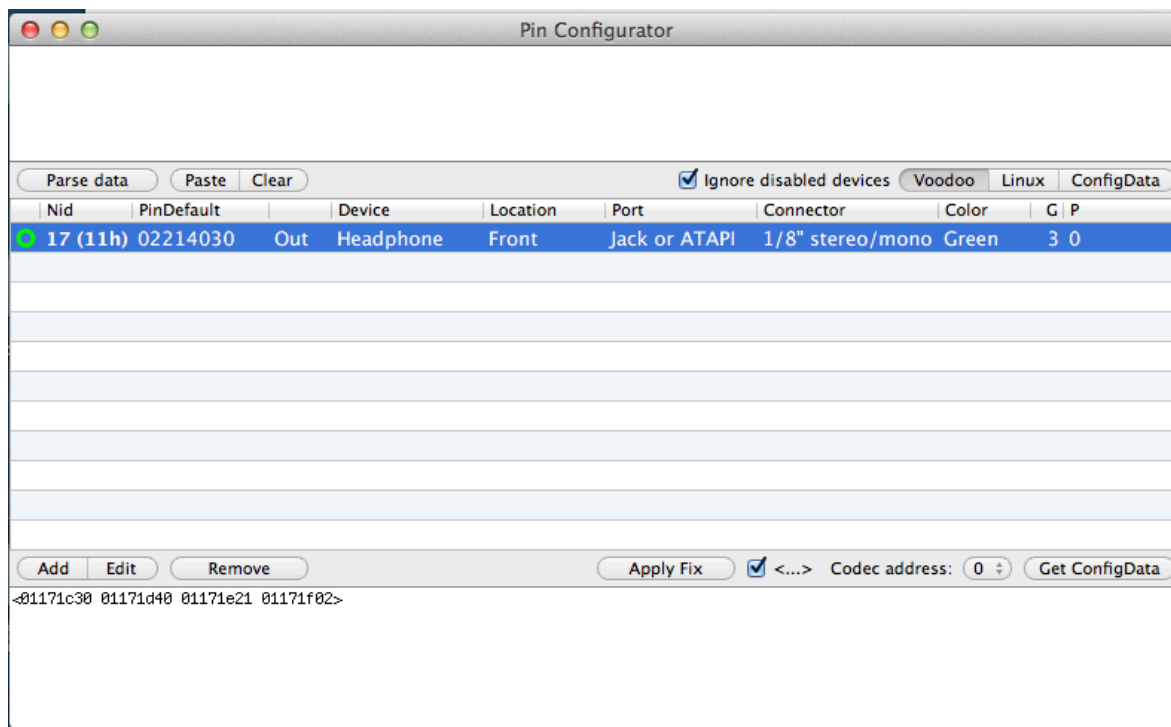 Pin Configurator
Parse data Paste Clear Ignore disabled devices Voodoo Linux ConfigData
Nid PinDefault Device Location Port Connector Color G P
17 (11h) 02214030 Out Headphone Front Jack or ATAPI 1/8" stereo/mono Green 3 0
Add Edit Remove Apply Fix <...> Codec address: 0 Get ConfigData
<01171c30 01171d40 01171e21 01171f02>